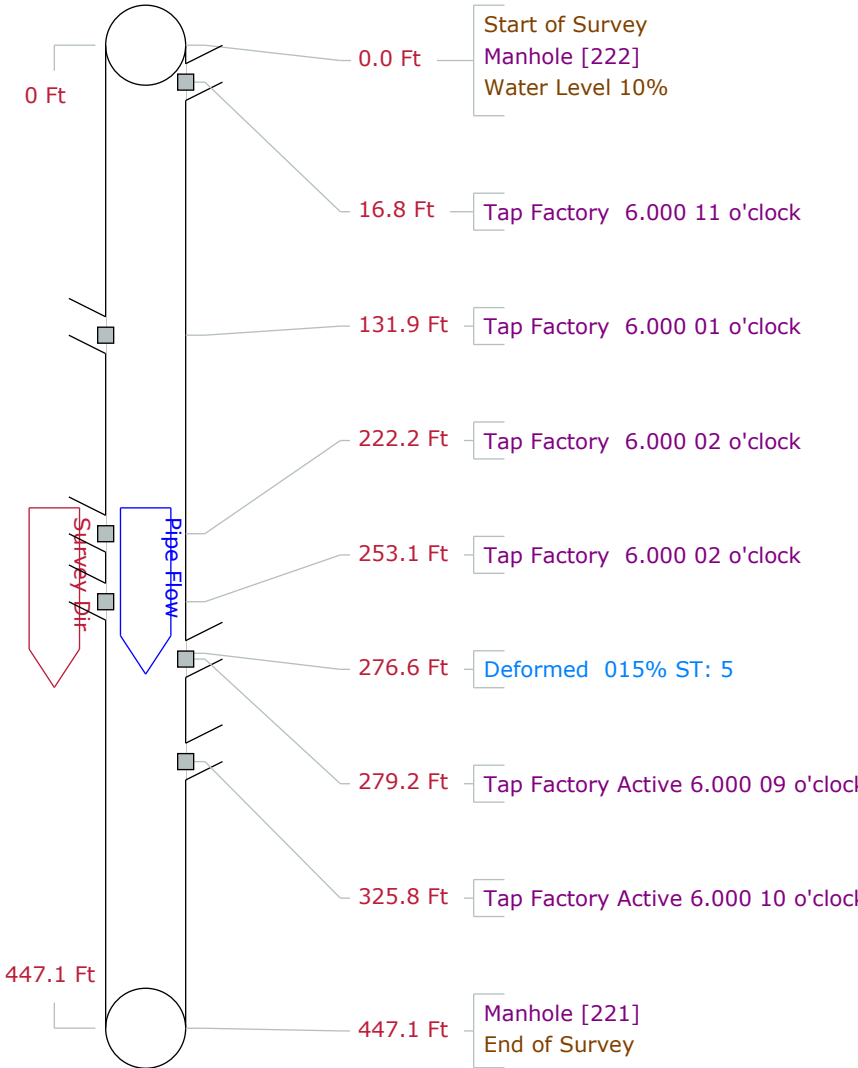 Start of Survey
0.0 Ft
Manhole [222]
0 Ft
Water Level 10%
16.8 Ft
Tap Factory  6.000 11 o'clock
131.9 Ft
Tap Factory  6.000 01 o'clock
222.2 Ft
Tap Factory  6.000 02 o'clock
Survey Dir
Pipe Flow
253.1 Ft
Tap Factory  6.000 02 o'clock
276.6 Ft
Deformed  015% ST: 5
279.2 Ft
Tap Factory Active 6.000 09 o'clock
325.8 Ft
Tap Factory Active 6.000 10 o'clock
447.1 Ft
447.1 Ft
Manhole [221]
End of Survey